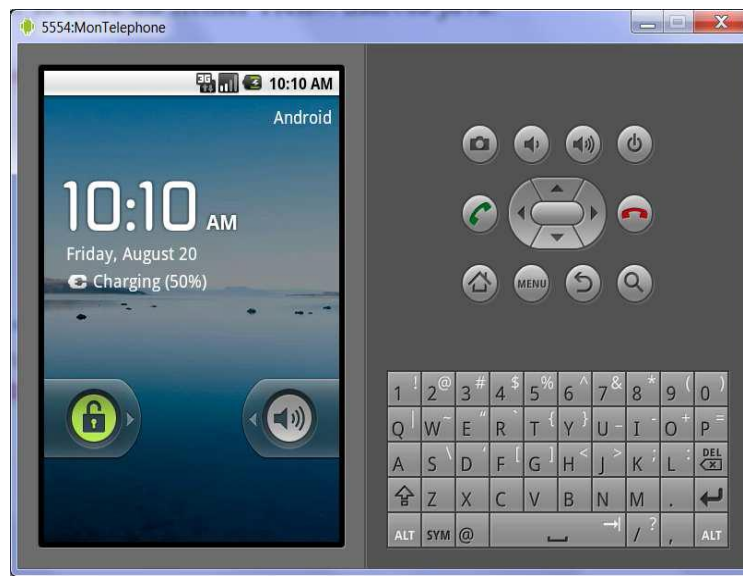 5554:MonTelephone
3G 10:10 AM
Android
10:10 AM
Friday, August 20
Charging (50%)
MENU
1 ! 2 @ 3 # 4 $ 5 % 6 ^ 7 & 8 * 9 ( 0 )
Q | W ~ E " R ` T { Y } U _ I - O + P =
A S \ D ' F [ G ] H < J > K ; L : DEL
Z X C V B N M .
ALT SYM @ / ? , ALT